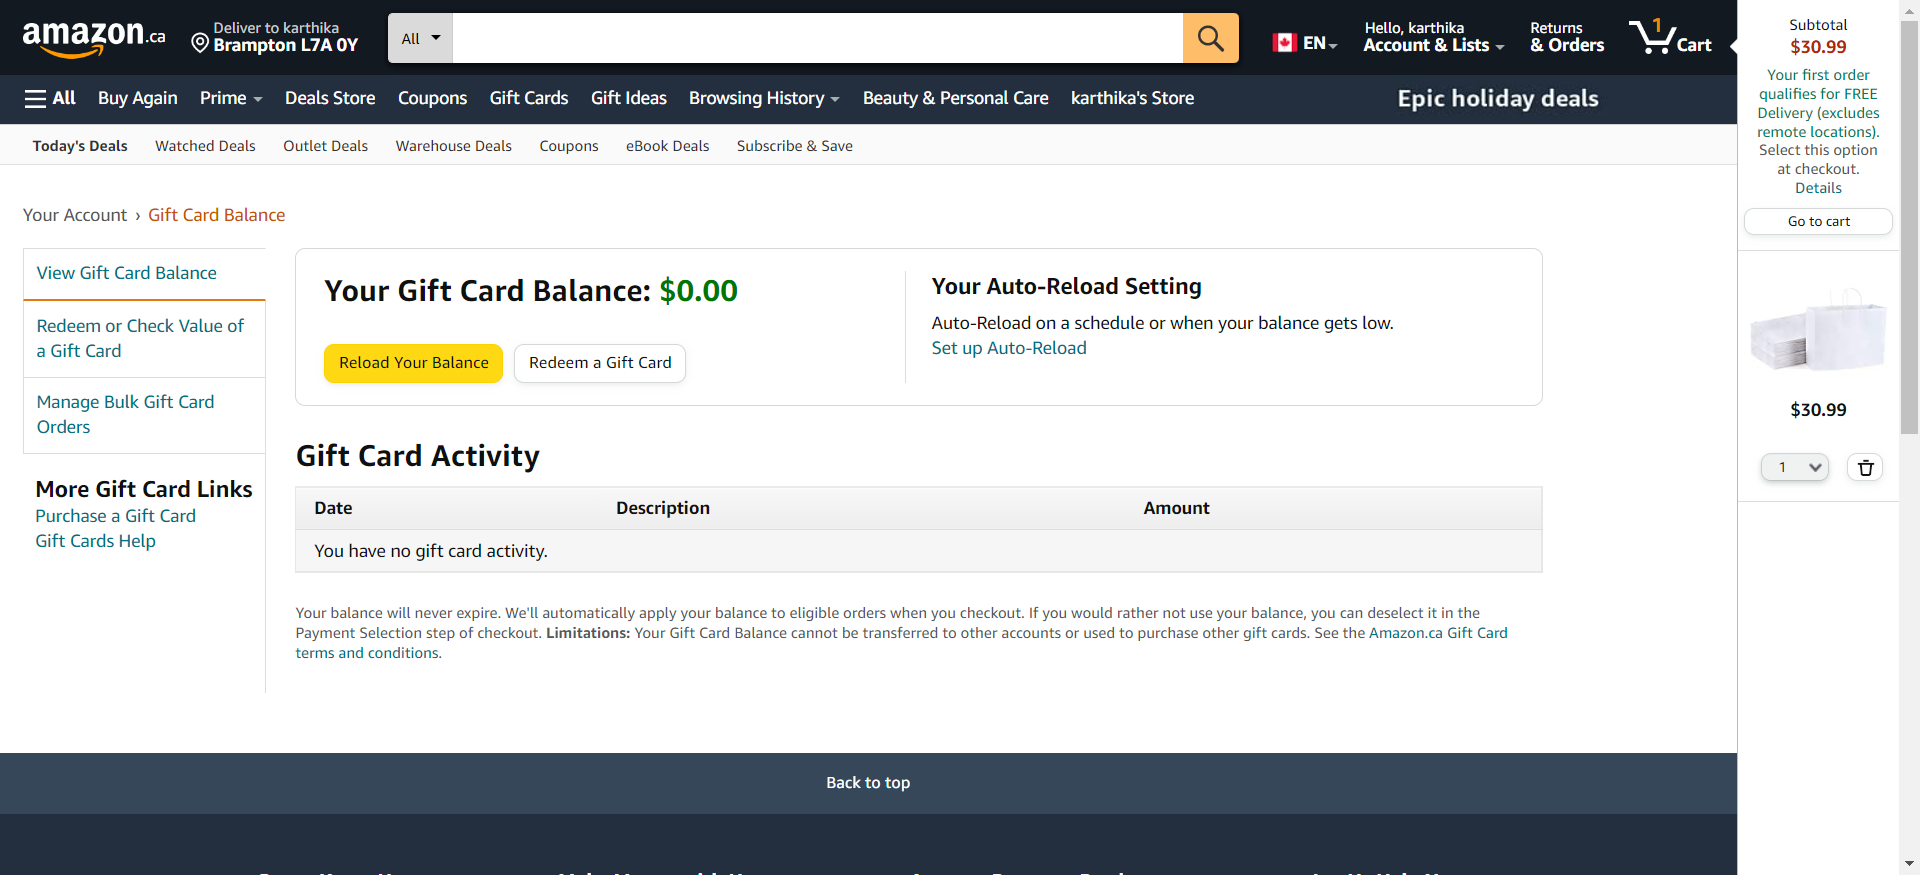 amazon.ca
Deliver to karthika
Brampton L7A 0Y
All
EN
Hello, karthika
Account & Lists
Returns
& Orders
1
Cart
All
Buy Again
Prime
Deals Store
Coupons
Gift Cards
Gift Ideas
Browsing History
Beauty & Personal Care
karthika's Store
Epic holiday deals
Today's Deals
Watched Deals
Outlet Deals
Warehouse Deals
Coupons
eBook Deals
Subscribe & Save
Your Account › Gift Card Balance
View Gift Card Balance
Redeem or Check Value of
a Gift Card
Manage Bulk Gift Card
Orders
More Gift Card Links
Purchase a Gift Card
Gift Cards Help
Your Gift Card Balance: $0.00
Reload Your Balance
Redeem a Gift Card
Your Auto-Reload Setting
Auto-Reload on a schedule or when your balance gets low.
Set up Auto-Reload
Gift Card Activity
Date
Description
Amount
You have no gift card activity.
Your balance will never expire. We'll automatically apply your balance to eligible orders when you checkout. If you would rather not use your balance, you can deselect it in the
Payment Selection step of checkout. Limitations: Your Gift Card Balance cannot be transferred to other accounts or used to purchase other gift cards. See the Amazon.ca Gift Card
terms and conditions.
Back to top
Subtotal
$30.99
Your first order
qualifies for FREE
Delivery (excludes
remote locations).
Select this option
at checkout.
Details
Go to cart
$30.99
1